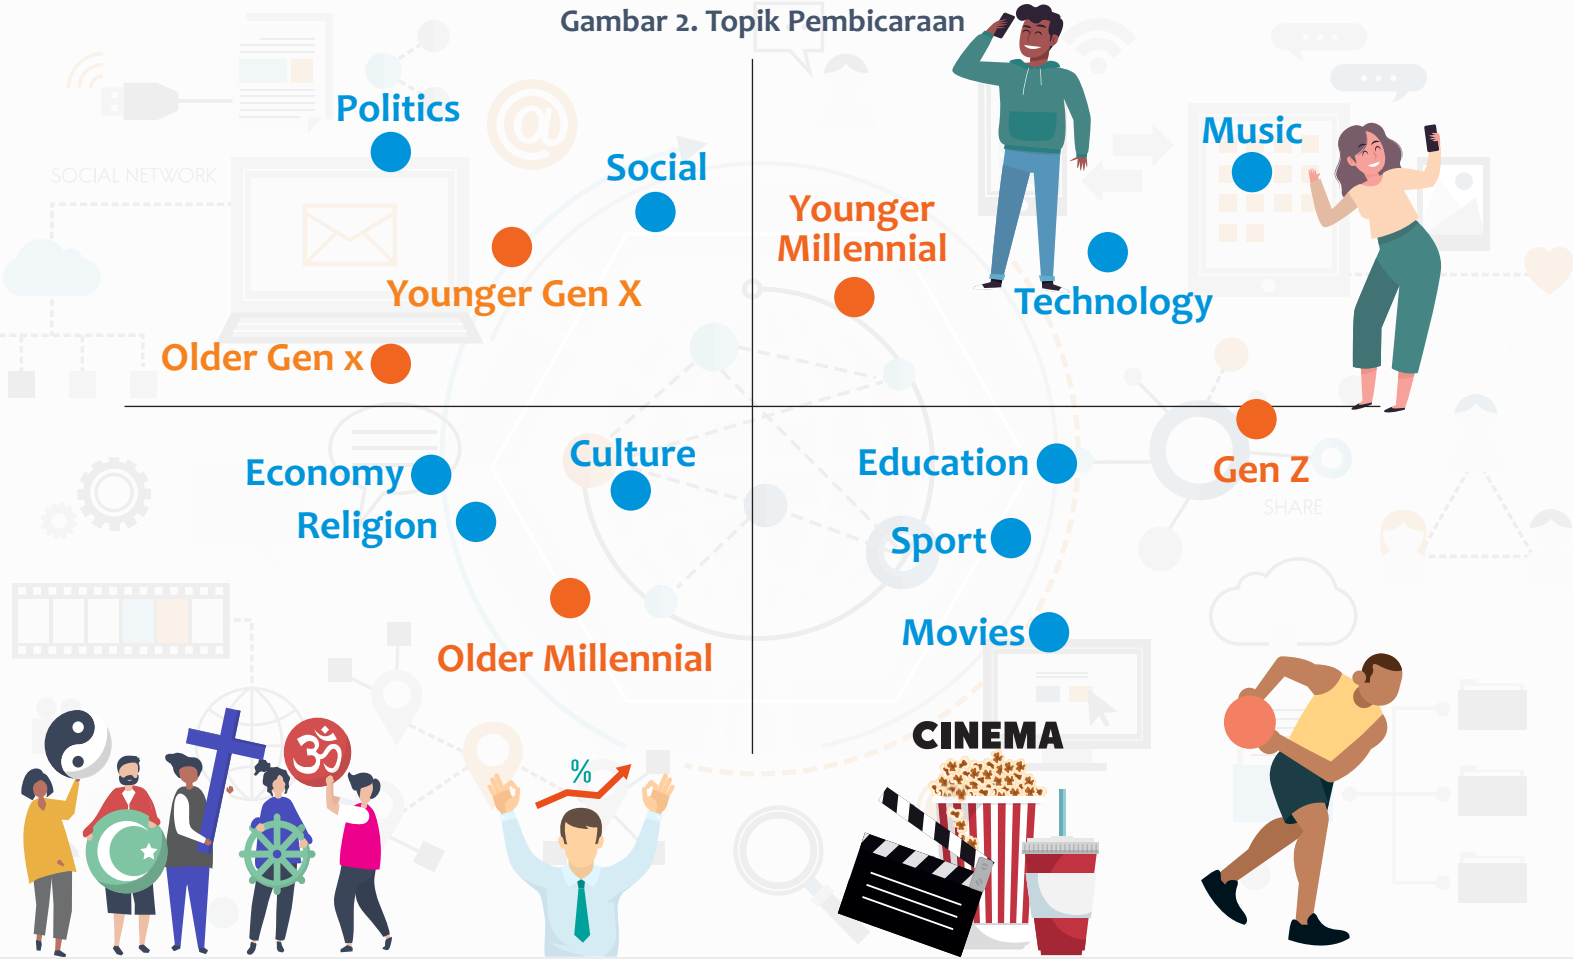 Gambar 2. Topik Pembicaraan
Politics
Social
Music
SOCIAL NETWORK
Younger
Millennial
Younger Gen X
Technology
Older Gen x
Economy
Culture
Education
Gen Z
Religion
SHARE
Sport
Movies
Older Millennial
CINEMA
%